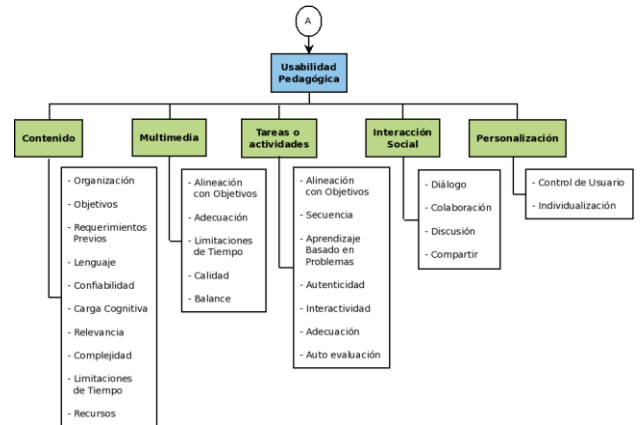 A
Usabilidad
Pedagógica
Contenido
Multimedia
Tareas o
actividades
Interacción
Social
Personalización
- Organización
- Objetivos
- Requerimientos
Previos
- Lenguaje
- Confiabilidad
- Carga Cognitiva
- Relevancia
- Complejidad
- Limitaciones
de Tiempo
- Recursos
- Alineación
con Objetivos
- Adecuación
- Limitaciones
de Tiempo
- Calidad
- Balance
- Alineación
con Objetivos
- Secuencia
- Aprendizaje
Basado en
Problemas
- Autenticidad
- Interactividad
- Adecuación
- Auto evaluación
- Diálogo
- Colaboración
- Discusión
- Compartir
- Control de Usuario
- Individualización